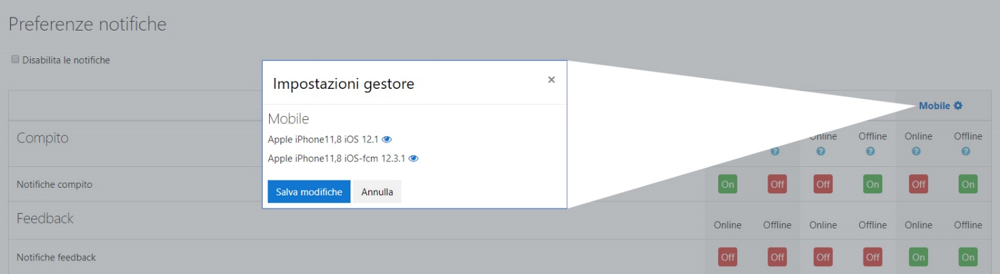 Preferenze notifiche
Disabilita le notifiche
Impostazioni gestore ×
Mobile
Apple iPhone11,8 iOS 12.1
Apple iPhone11,8 iOS-fcm 12.3.1
Salva modifiche Annulla
Mobile
Compito Online Offline Online Offline
? ? ? ? ?
Notifiche compito On Off Off On Off On
Feedback Online Offline Online Offline Online Offline
Notifiche feedback Off Off Off Off On On